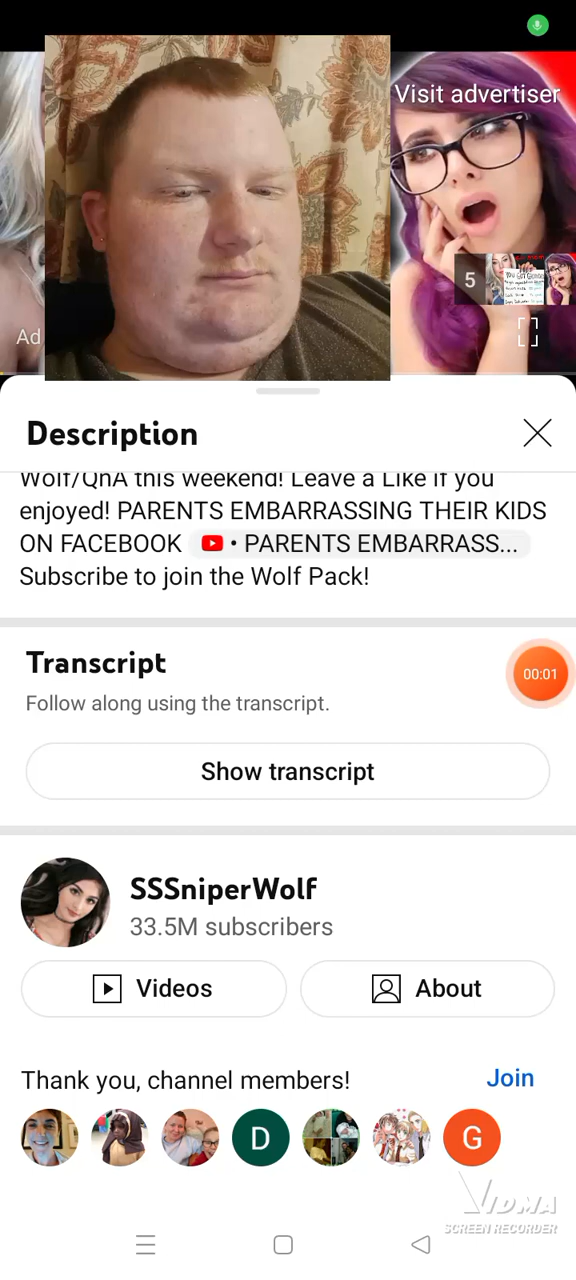 Visit advertiser
5
Ad
Description
Wolf/QnA this weekend! Leave a Like if you
enjoyed! PARENTS EMBARRASSING THEIR KIDS
ON FACEBOOK • PARENTS EMBARRASS...
Subscribe to join the Wolf Pack!
Transcript
00:01
Follow along using the transcript.
Show transcript
SSSniperWolf
33.5M subscribers
Videos
About
Thank you, channel members!
Join
D
G
VIDMA
SCREEN RECORDER